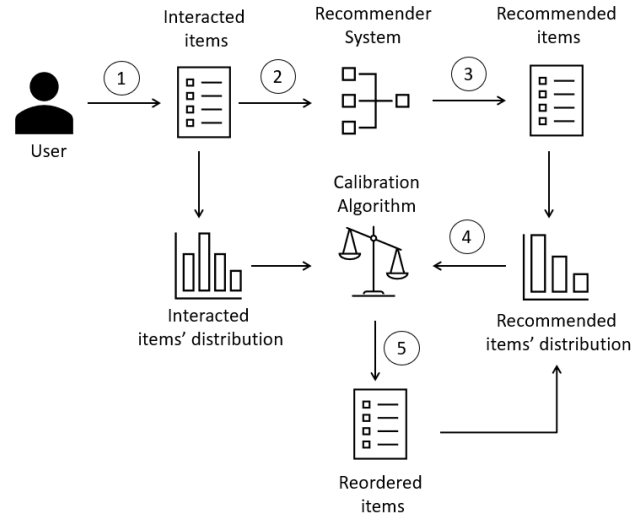 Interacted
items
Recommender
System
Recommended
items
1
2
3
User
Calibration
Algorithm
4
Interacted
items’ distribution
Recommended
items’ distribution
5
Reordered
items